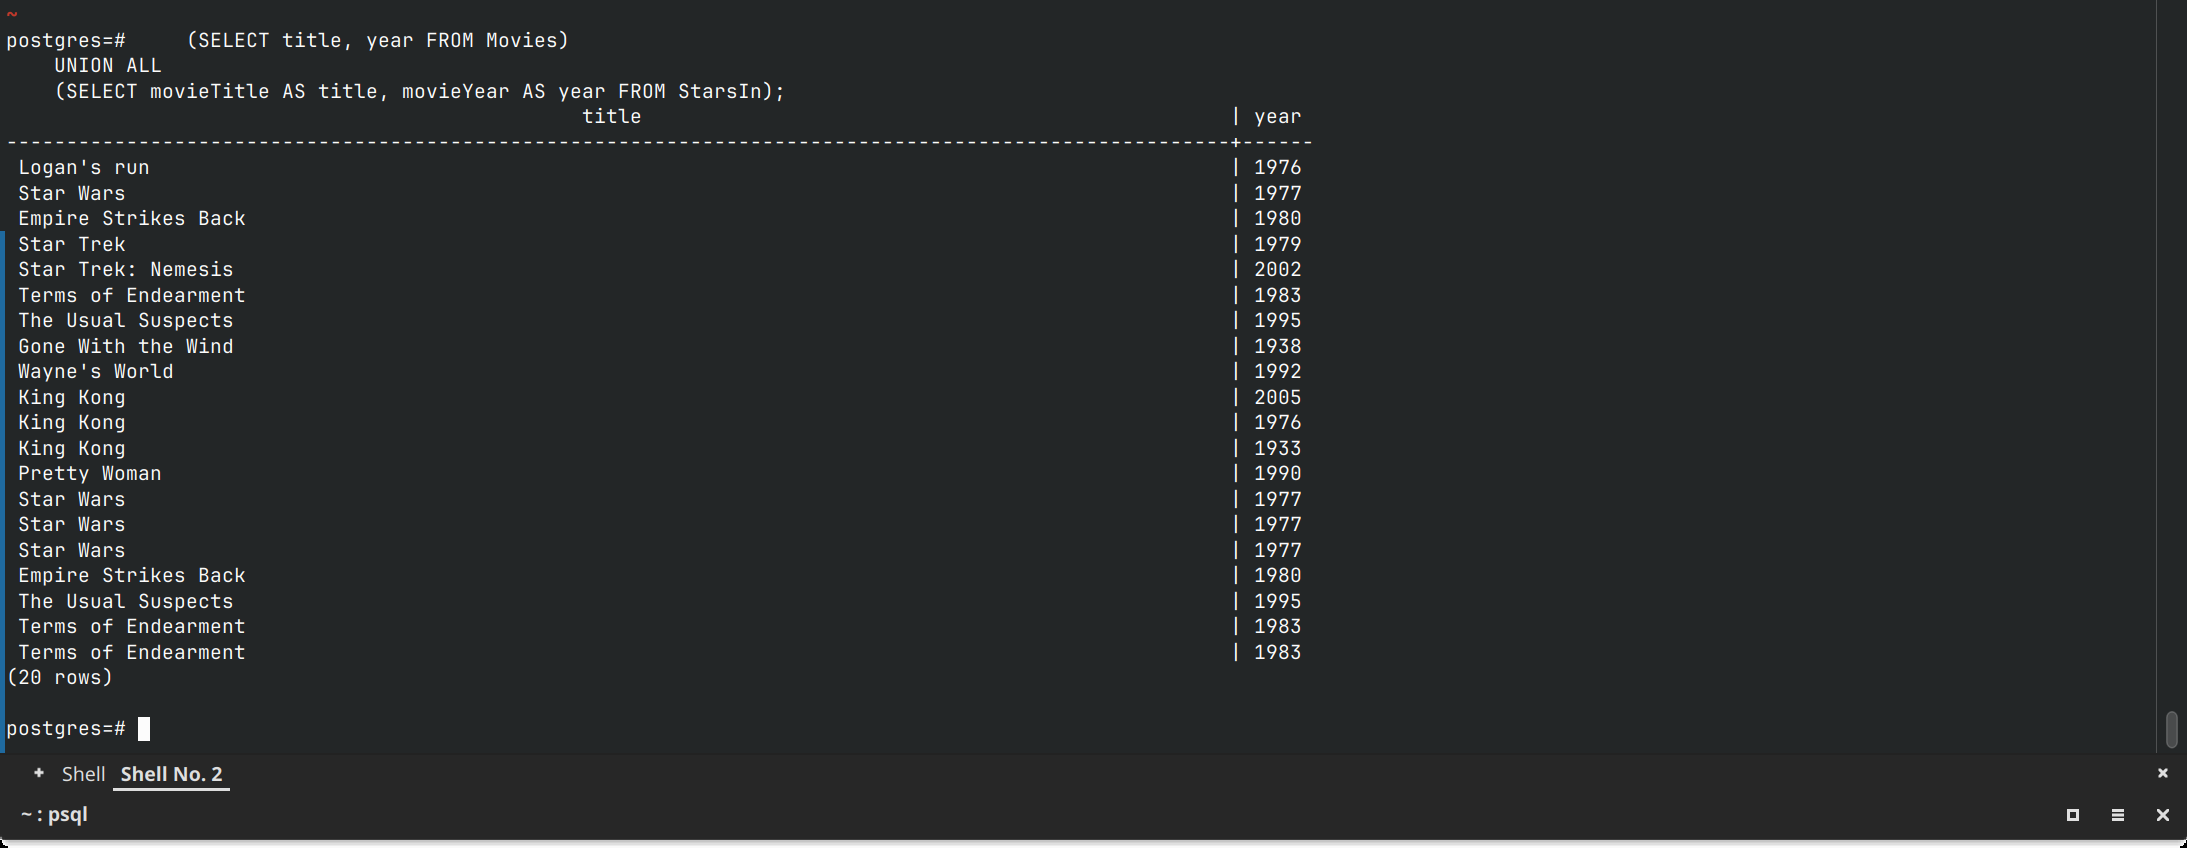 ~
postgres=#     (SELECT title, year FROM Movies)
    UNION ALL
    (SELECT movieTitle AS title, movieYear AS year FROM StarsIn);
title | year
------------------------------------------------------------------------------------------------------+------
Logan's run | 1976
Star Wars | 1977
Empire Strikes Back | 1980
Star Trek | 1979
Star Trek: Nemesis | 2002
Terms of Endearment | 1983
The Usual Suspects | 1995
Gone With the Wind | 1938
Wayne's World | 1992
King Kong | 2005
King Kong | 1976
King Kong | 1933
Pretty Woman | 1990
Star Wars | 1977
Star Wars | 1977
Star Wars | 1977
Empire Strikes Back | 1980
The Usual Suspects | 1995
Terms of Endearment | 1983
Terms of Endearment | 1983
(20 rows)
postgres=#
Shell Shell No. 2
~ : psql